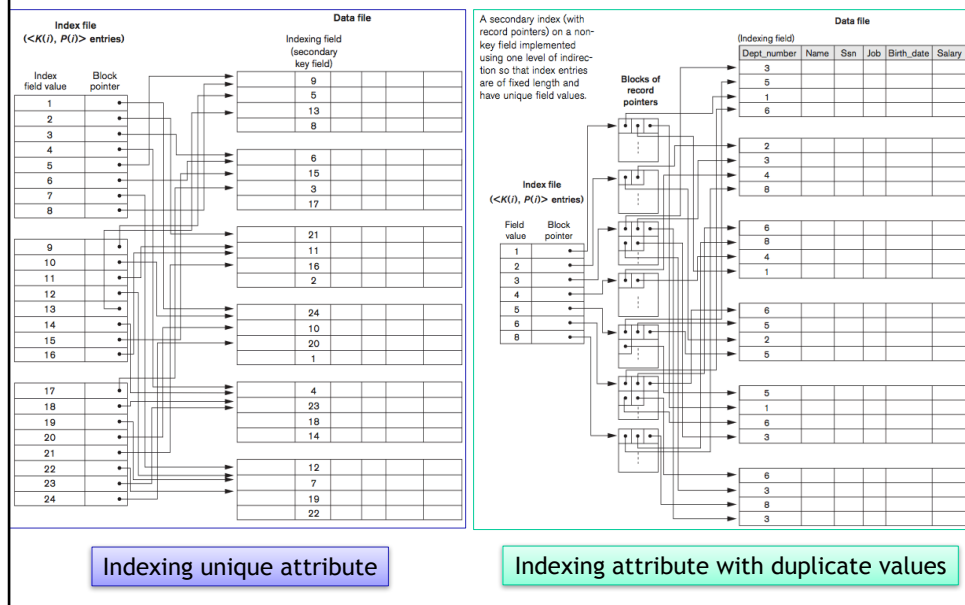 Index file
(<K(i), P(i)> entries)
Index
field value
Block
pointer
1
2
3
4
5
6
7
8
9
10
11
12
13
14
15
16
17
18
19
20
21
22
23
24
Data file
Indexing field
(secondary
key field)
9
5
13
8
6
15
3
17
21
11
16
2
24
10
20
1
4
23
18
14
12
7
19
22
A secondary index (with
record pointers) on a non-
key field implemented
using one level of indirec-
tion so that index entries
are of fixed length and
have unique field values.
Index file
(<K(i), P(i)> entries)
Field
value
Block
pointer
1
2
3
4
5
6
8
Blocks of
record
pointers
Data file
(Indexing field)
Dept_number Name Ssn Job Birth_date Salary
3
5
1
6
2
3
4
8
6
8
4
1
6
5
2
5
5
1
6
3
6
3
8
3
Indexing unique attribute
Indexing attribute with duplicate values